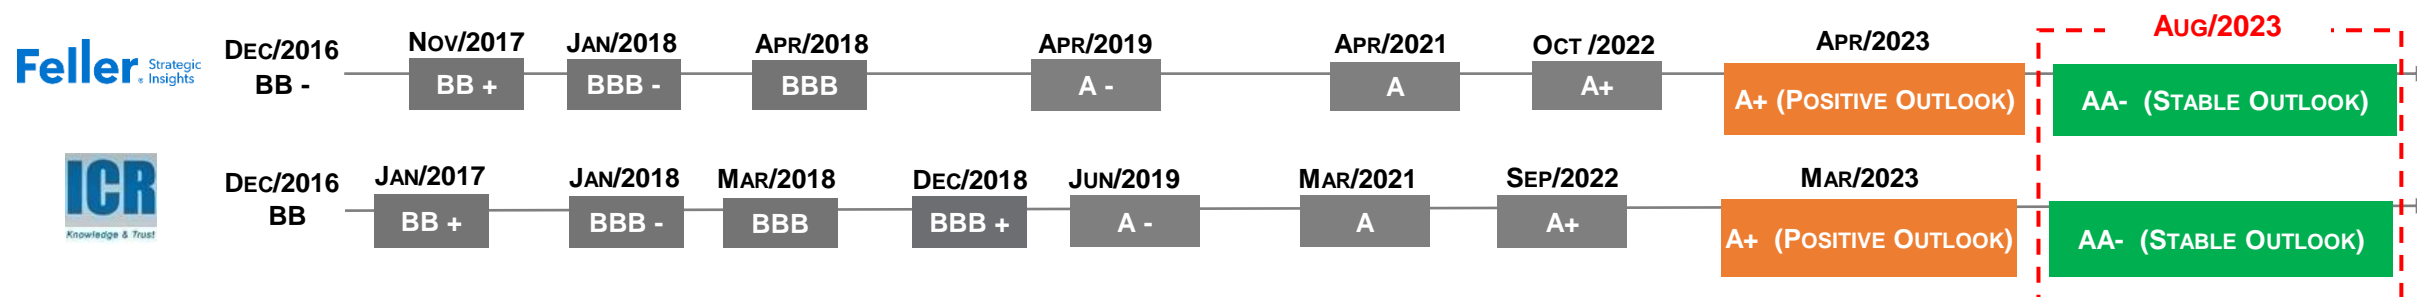 AUG/2023
DEC/2016 NOV/2017 JAN/2018 APR/2018 APR/2019 APR/2021 OCT /2022 APR/2023
Feller. Strategic Insights
BB - BB + BBB - BBB A - A A+ A+ (POSITIVE OUTLOOK) AA- (STABLE OUTLOOK)
ICR
Knowledge & Trust
DEC/2016 JAN/2017 JAN/2018 MAR/2018 DEC/2018 JUN/2019 MAR/2021 SEP/2022 MAR/2023
BB BB + BBB - BBB BBB + A - A A+ A+ (POSITIVE OUTLOOK) AA- (STABLE OUTLOOK)